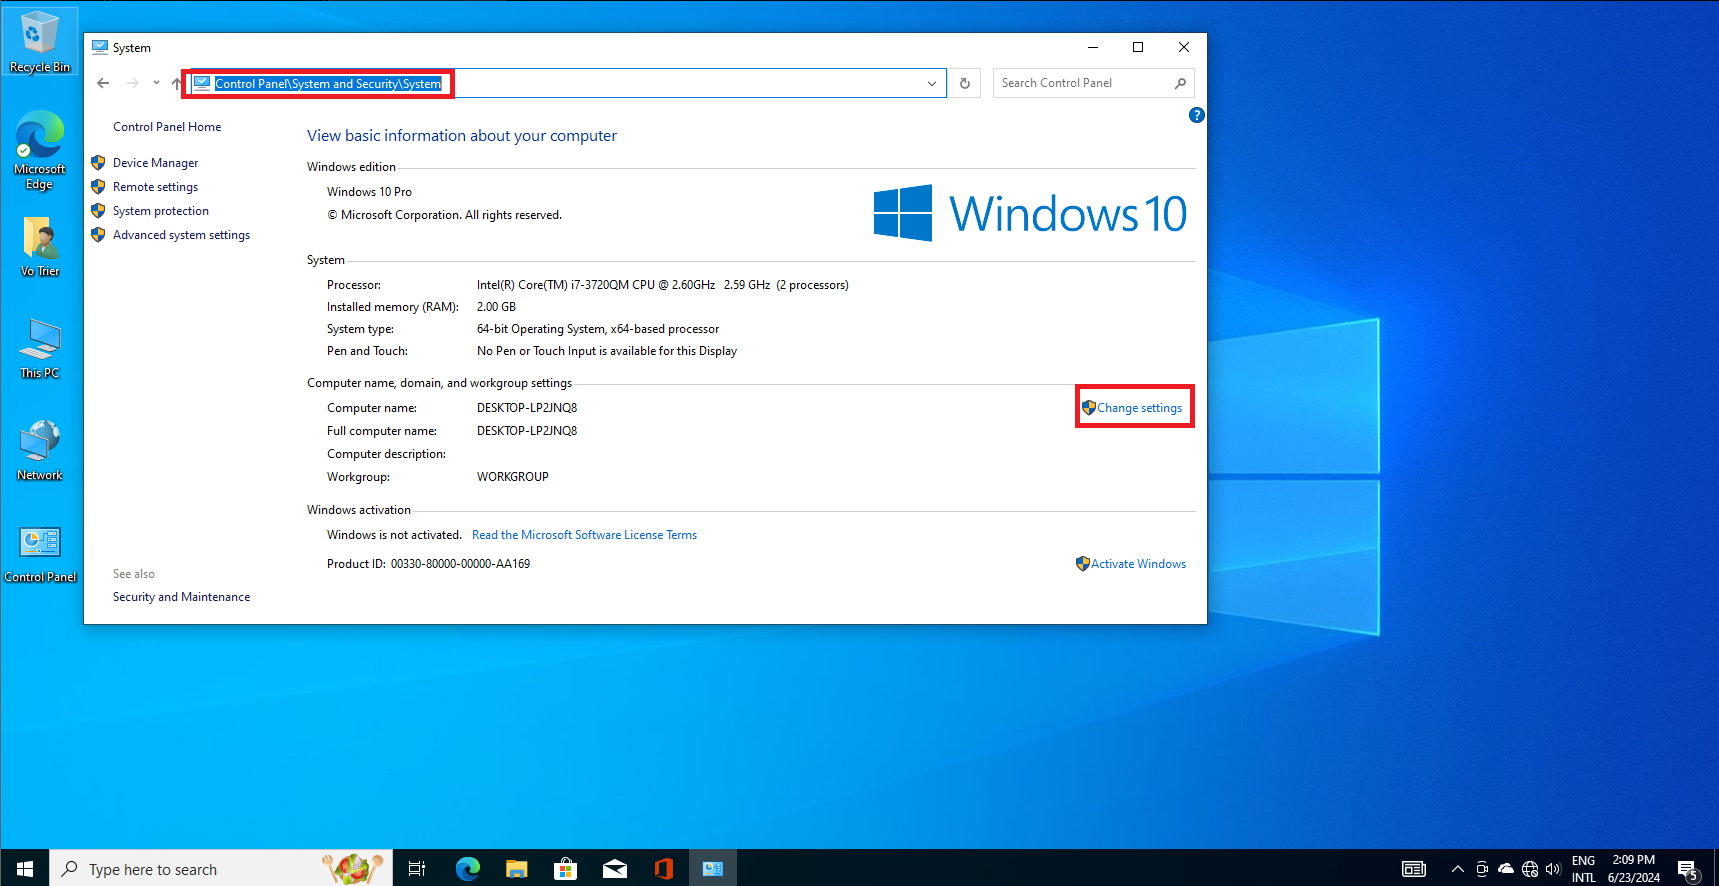 Recycle Bin
Microsoft
Edge
Vo Trier
This PC
Network
Control Panel
System
Control Panel\System and Security\System
Search Control Panel
?
Control Panel Home
Device Manager
Remote settings
System protection
Advanced system settings
See also
Security and Maintenance
View basic information about your computer
Windows edition
Windows 10 Pro
© Microsoft Corporation. All rights reserved.
Windows 10
System
Processor: Intel(R) Core(TM) i7-3720QM CPU @ 2.60GHz 2.59 GHz (2 processors)
Installed memory (RAM): 2.00 GB
System type: 64-bit Operating System, x64-based processor
Pen and Touch: No Pen or Touch Input is available for this Display
Computer name, domain, and workgroup settings
Computer name: DESKTOP-LP2JNQ8 Change settings
Full computer name: DESKTOP-LP2JNQ8
Computer description:
Workgroup: WORKGROUP
Windows activation
Windows is not activated. Read the Microsoft Software License Terms
Product ID: 00330-80000-00000-AA169 Activate Windows
Type here to search
ENG
INTL
2:09 PM
6/23/2024
5